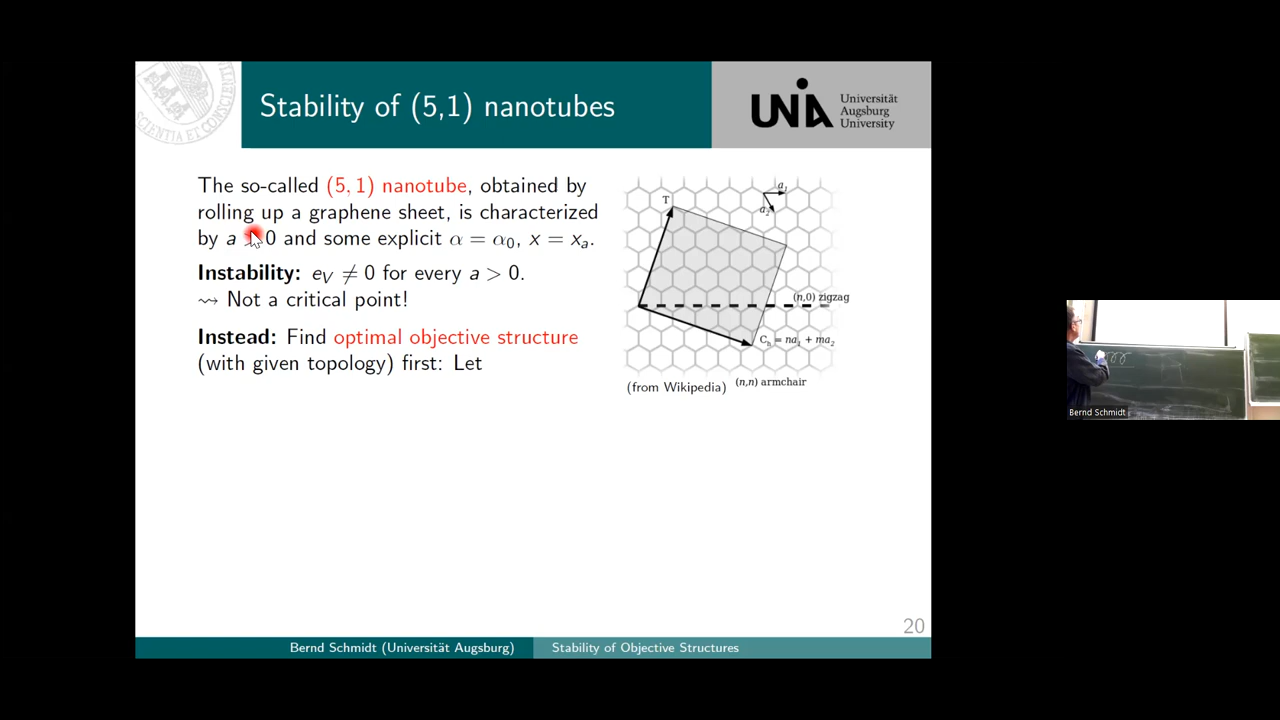 Stability of (5,1) nanotubes
UNIA Universität
Augsburg
University
The so-called (5, 1) nanotube, obtained by
rolling up a graphene sheet, is characterized
by a > 0 and some explicit α = α₀, x = xₐ.
Instability: e_V ≠ 0 for every a > 0.
⇝ Not a critical point!
Instead: Find optimal objective structure
(with given topology) first: Let
T
a₁
a₂
(n,0) zigzag
Cₕ = na₁ + ma₂
(n,n) armchair
(from Wikipedia)
20
Bernd Schmidt (Universität Augsburg)
Stability of Objective Structures
Bernd Schmidt